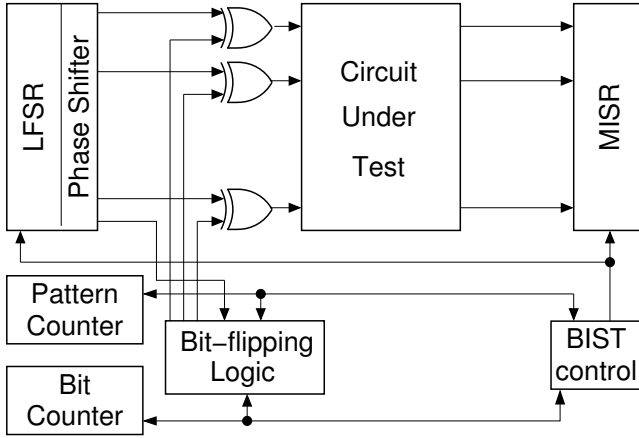 LFSR
Phase Shifter
Circuit
Under
Test
MISR
Pattern
Counter
Bit−flipping
Logic
BIST
control
Bit
Counter